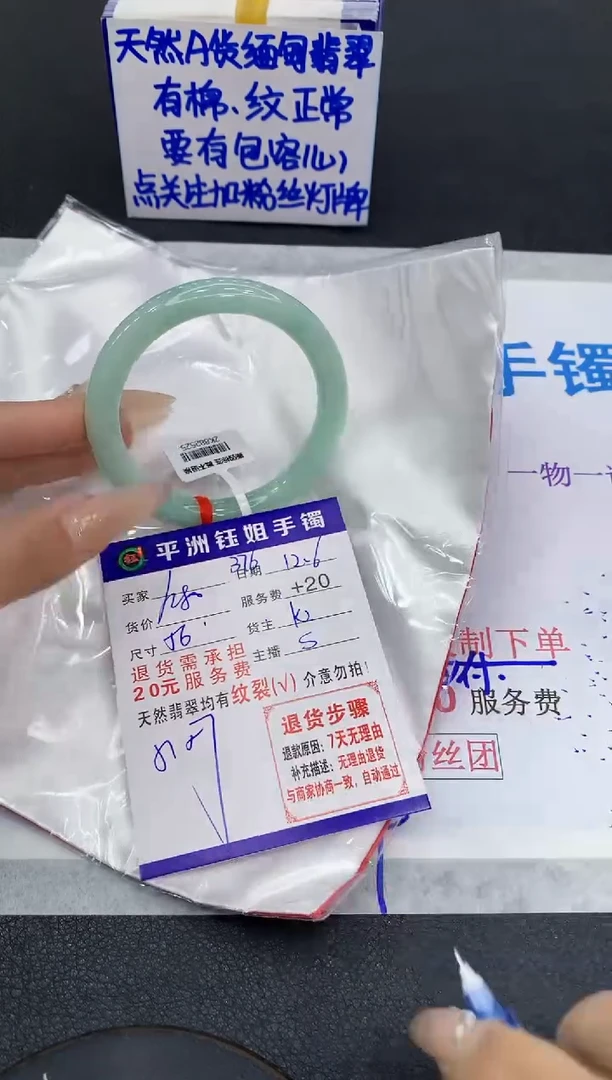 天然A货缅甸翡翠
有棉、纹正常
要有包容(心)
点关注加粉丝灯牌
手镯
一物一
制下单
付.
0 服务费
丝团
2K682525
平洲钰姐手镯
376
日期 12-6
买家
服务费 +20
货价
货主 K2
尺寸 56
主播 S
退货需承担
20元服务费
天然翡翠均有纹裂(√) 介意勿拍!
退货步骤
退款原因: 7天无理由
补充描述: 无理由退货
与商家协商一致, 自动通过